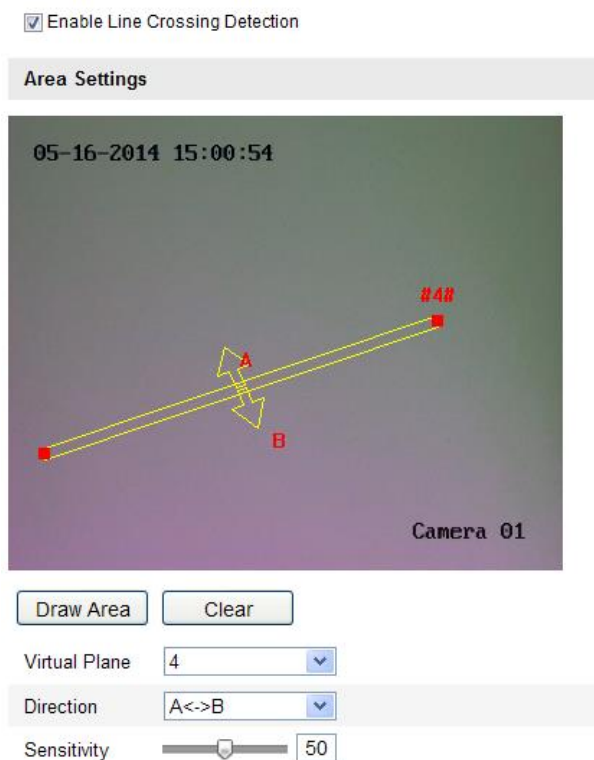 Enable Line Crossing Detection
Area Settings
05-16-2014 15:00:54
#4#
A
B
Camera 01
Draw Area Clear
Virtual Plane 4
Direction A<->B
Sensitivity 50